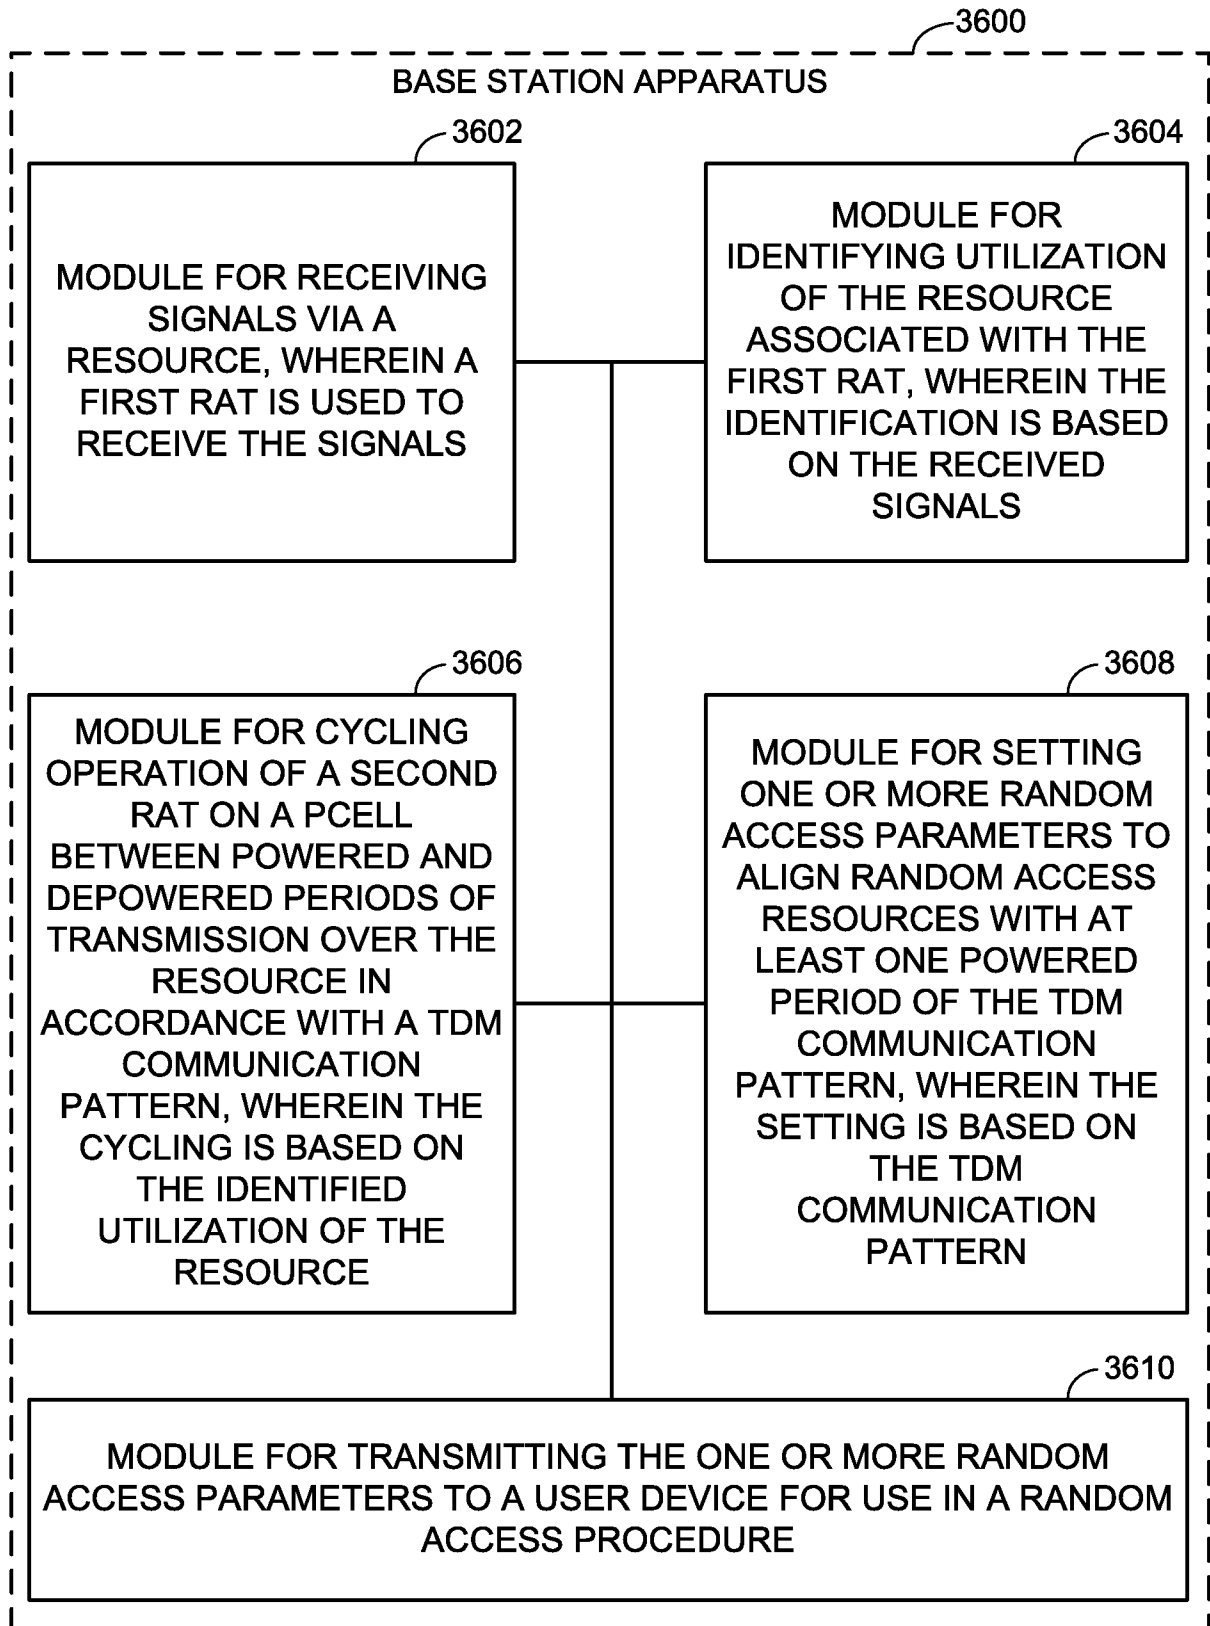 3600
BASE STATION APPARATUS
3602
MODULE FOR RECEIVING
SIGNALS VIA A
RESOURCE, WHEREIN A
FIRST RAT IS USED TO
RECEIVE THE SIGNALS
3604
MODULE FOR
IDENTIFYING UTILIZATION
OF THE RESOURCE
ASSOCIATED WITH THE
FIRST RAT, WHEREIN THE
IDENTIFICATION IS BASED
ON THE RECEIVED
SIGNALS
3606
MODULE FOR CYCLING
OPERATION OF A SECOND
RAT ON A PCELL
BETWEEN POWERED AND
DEPOWERED PERIODS OF
TRANSMISSION OVER THE
RESOURCE IN
ACCORDANCE WITH A TDM
COMMUNICATION
PATTERN, WHEREIN THE
CYCLING IS BASED ON
THE IDENTIFIED
UTILIZATION OF THE
RESOURCE
3608
MODULE FOR SETTING
ONE OR MORE RANDOM
ACCESS PARAMETERS TO
ALIGN RANDOM ACCESS
RESOURCES WITH AT
LEAST ONE POWERED
PERIOD OF THE TDM
COMMUNICATION
PATTERN, WHEREIN THE
SETTING IS BASED ON
THE TDM
COMMUNICATION
PATTERN
3610
MODULE FOR TRANSMITTING THE ONE OR MORE RANDOM
ACCESS PARAMETERS TO A USER DEVICE FOR USE IN A RANDOM
ACCESS PROCEDURE